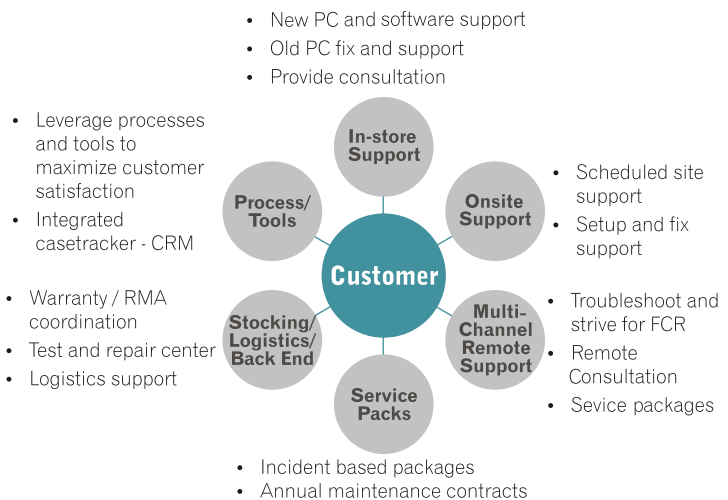 • New PC and software support
• Old PC fix and support
• Provide consultation
In-store
Support
• Leverage processes
and tools to
maximize customer
satisfaction
• Integrated
casetracker - CRM
Process/
Tools
Onsite
Support
• Scheduled site
support
• Setup and fix
support
Customer
• Warranty / RMA
coordination
• Test and repair center
• Logistics support
Stocking/
Logistics/
Back End
Multi-
Channel
Remote
Support
• Troubleshoot and
strive for FCR
• Remote
Consultation
• Sevice packages
Service
Packs
• Incident based packages
• Annual maintenance contracts